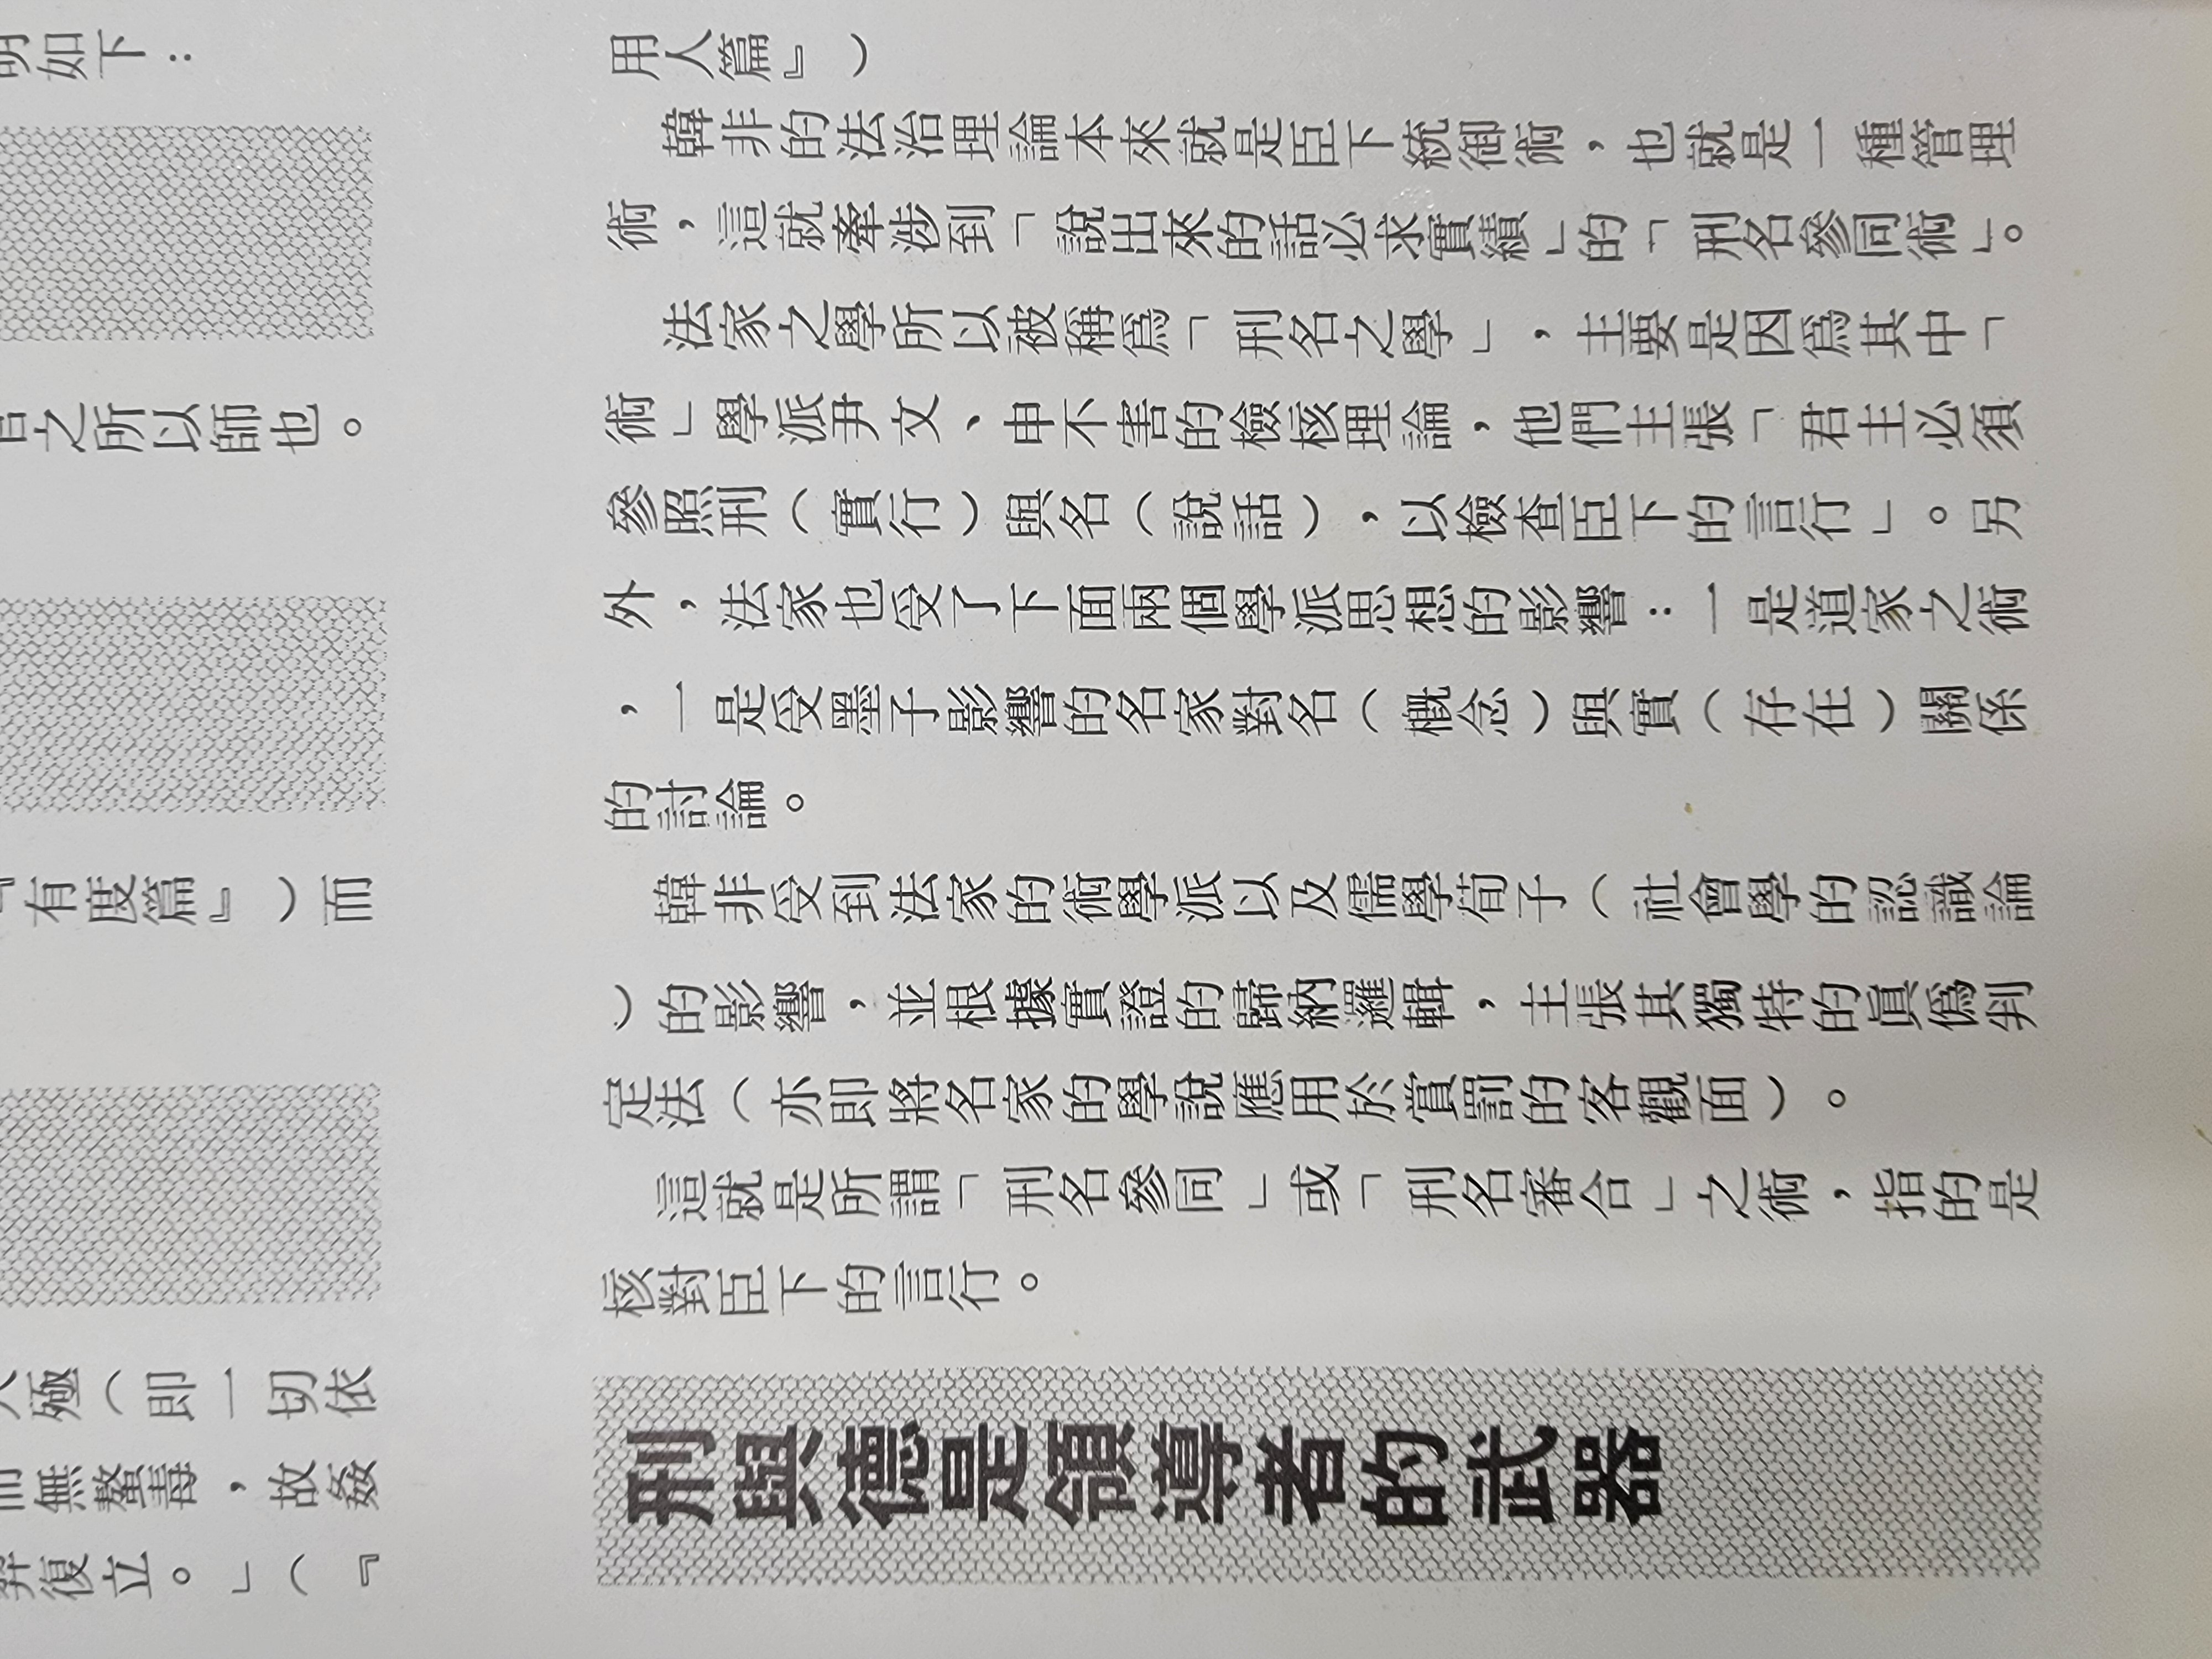 明如下：
之所以師也。
『有度篇』）而
殛（即一切依
而無螫毒，故姦
羿復立。」（『
用人篇』）
韓非的法治理論本來就是臣下統御術，也就是一種管理
術，這就牽涉到「說出來的話必求實績」的「刑名參同術」。
法家之學所以被稱爲「刑名之學」，主要是因爲其中「
術」學派尹文、申不害的檢核理論，他們主張「君主必須
參照刑（實行）與名（說話），以檢查臣下的言行」。另
外，法家也受了下面兩個學派思想的影響：一是道家之術
，一是受墨子影響的名家對名（概念）與實（存在）關係
的討論。
韓非受到法家的術學派以及儒學荀子（社會學的認識論
）的影響，並根據實證的歸納邏輯，主張其獨特的眞僞判
定法（亦即將名家的學說應用於賞罰的客觀面）。
這就是所謂「刑名參同」或「刑名審合」之術，指的是
核對臣下的言行。
刑與德是領導者的武器